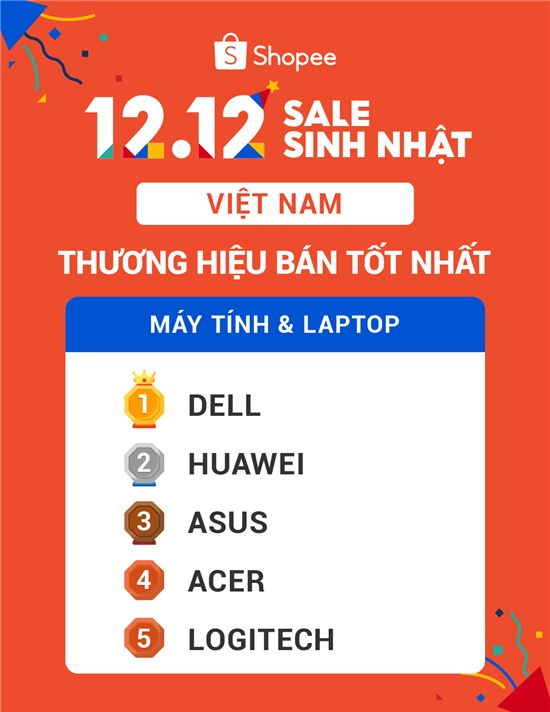 Shopee
12.12 SALE
SINH NHẬT
VIỆT NAM
THƯƠNG HIỆU BÁN TỐT NHẤT
MÁY TÍNH & LAPTOP
1 DELL
2 HUAWEI
3 ASUS
4 ACER
5 LOGITECH